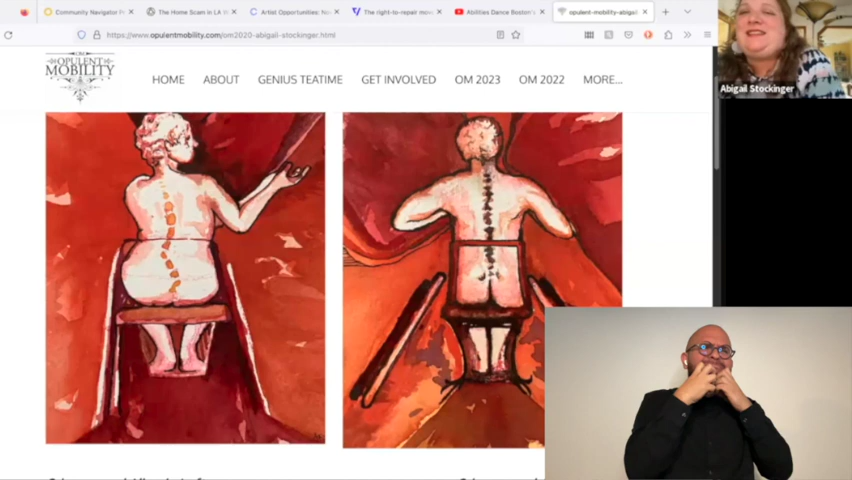 Community Navigator P
The Home Scam in LA W
Artist Opportunities: No
The right-to-repair mov
Abilities Dance Boston's
opulent-mobility-abigai
https://www.opulentmobility.com/om2020-abigail-stockinger.html
OPULENT
MOBILITY
HOME
ABOUT
GENIUS TEATIME
GET INVOLVED
OM 2023
OM 2022
MORE...
Abigail Stockinger